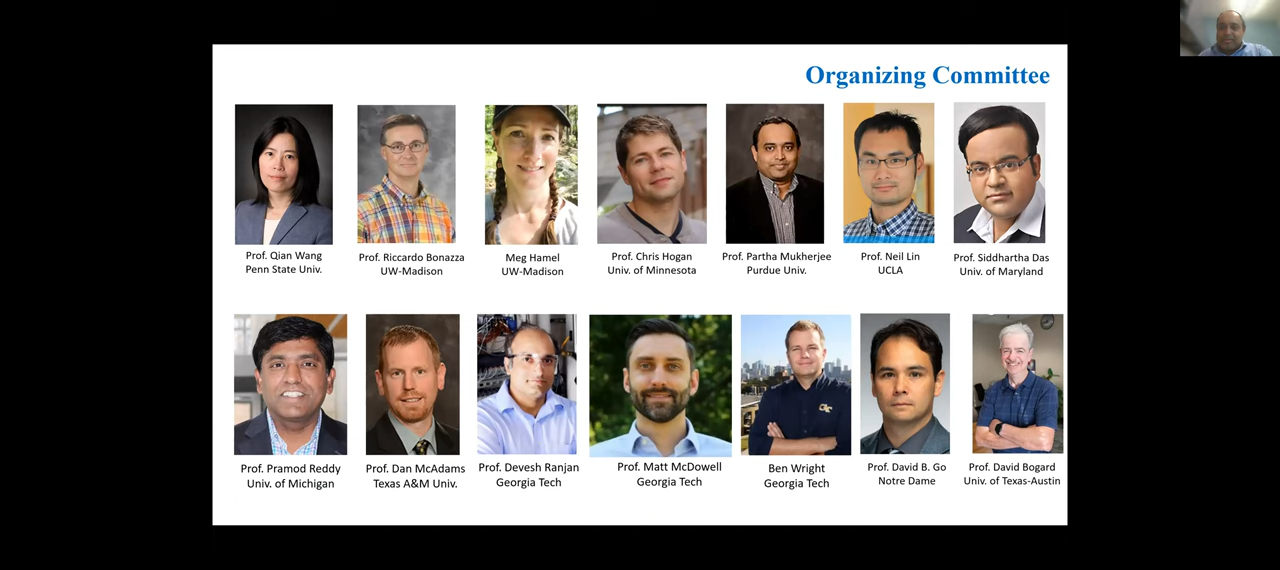 Organizing Committee
Prof. Qian Wang
Penn State Univ.
Prof. Riccardo Bonazza
UW-Madison
Meg Hamel
UW-Madison
Prof. Chris Hogan
Univ. of Minnesota
Prof. Partha Mukherjee
Purdue Univ.
Prof. Neil Lin
UCLA
Prof. Siddhartha Das
Univ. of Maryland
Prof. Pramod Reddy
Univ. of Michigan
Prof. Dan McAdams
Texas A&M Univ.
Prof. Devesh Ranjan
Georgia Tech
Prof. Matt McDowell
Georgia Tech
Ben Wright
Georgia Tech
Prof. David B. Go
Notre Dame
Prof. David Bogard
Univ. of Texas-Austin